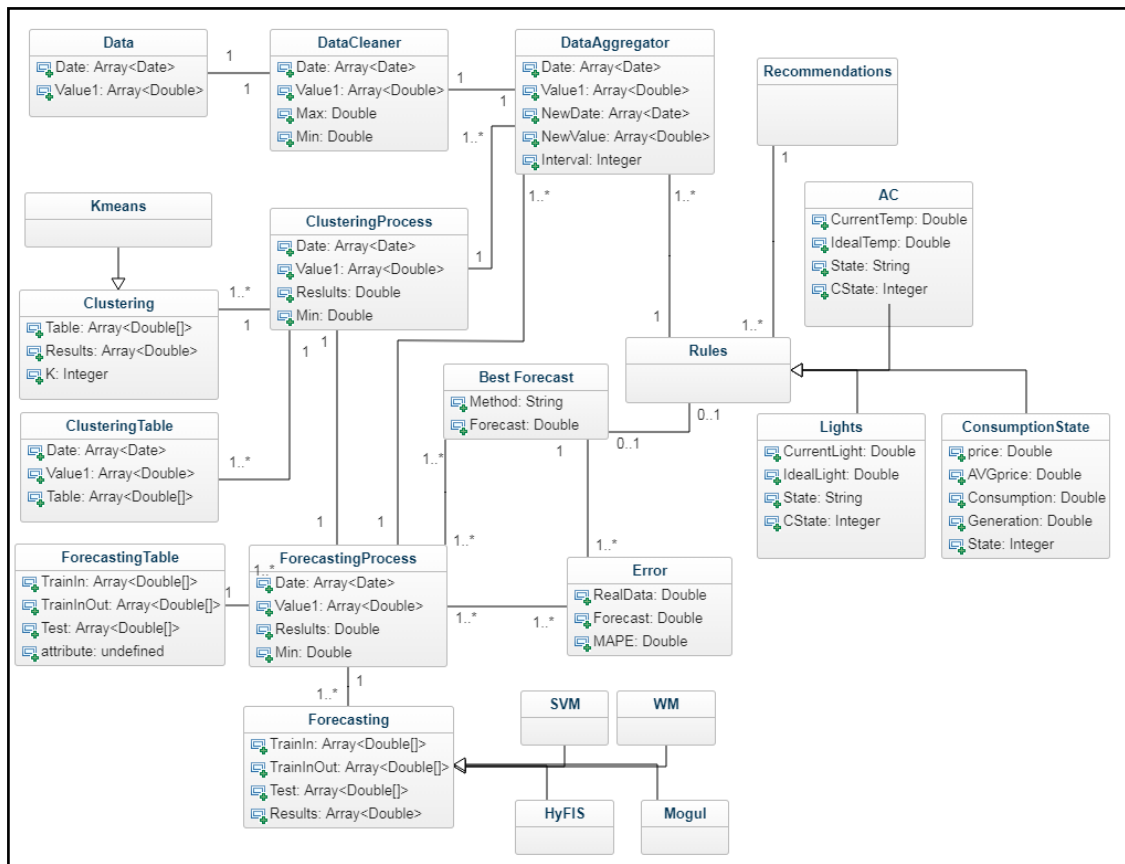 Data
Date: Array<Date>
Value1: Array<Double>
1
1
DataCleaner
Date: Array<Date>
Value1: Array<Double>
Max: Double
Min: Double
1
1
DataAggregator
Date: Array<Date>
Value1: Array<Double>
NewDate: Array<Date>
NewValue: Array<Double>
Interval: Integer
1..*
1..*
1..*
Recommendations
1
AC
CurrentTemp: Double
IdealTemp: Double
State: String
CState: Integer
Kmeans
ClusteringProcess
Date: Array<Date>
Value1: Array<Double>
Reslults: Double
Min: Double
1
1..*
1
1
1
Clustering
Table: Array<Double[]>
Results: Array<Double>
K: Integer
1
1..*
Rules
0..1
0..1
Best Forecast
Method: String
Forecast: Double
1..*
1
ClusteringTable
Date: Array<Date>
Value1: Array<Double>
Table: Array<Double[]>
1..*
Lights
CurrentLight: Double
IdealLight: Double
State: String
CState: Integer
ConsumptionState
price: Double
AVGprice: Double
Consumption: Double
Generation: Double
State: Integer
ForecastingTable
TrainIn: Array<Double[]>
TrainInOut: Array<Double[]>
Test: Array<Double[]>
attribute: undefined
1
1..*
1
1
1..*
ForecastingProcess
Date: Array<Date>
Value1: Array<Double>
Reslults: Double
Min: Double
1..*
1..*
1..*
Error
RealData: Double
Forecast: Double
MAPE: Double
1
1..*
Forecasting
TrainIn: Array<Double[]>
TrainInOut: Array<Double[]>
Test: Array<Double[]>
Results: Array<Double>
SVM
WM
HyFIS
Mogul